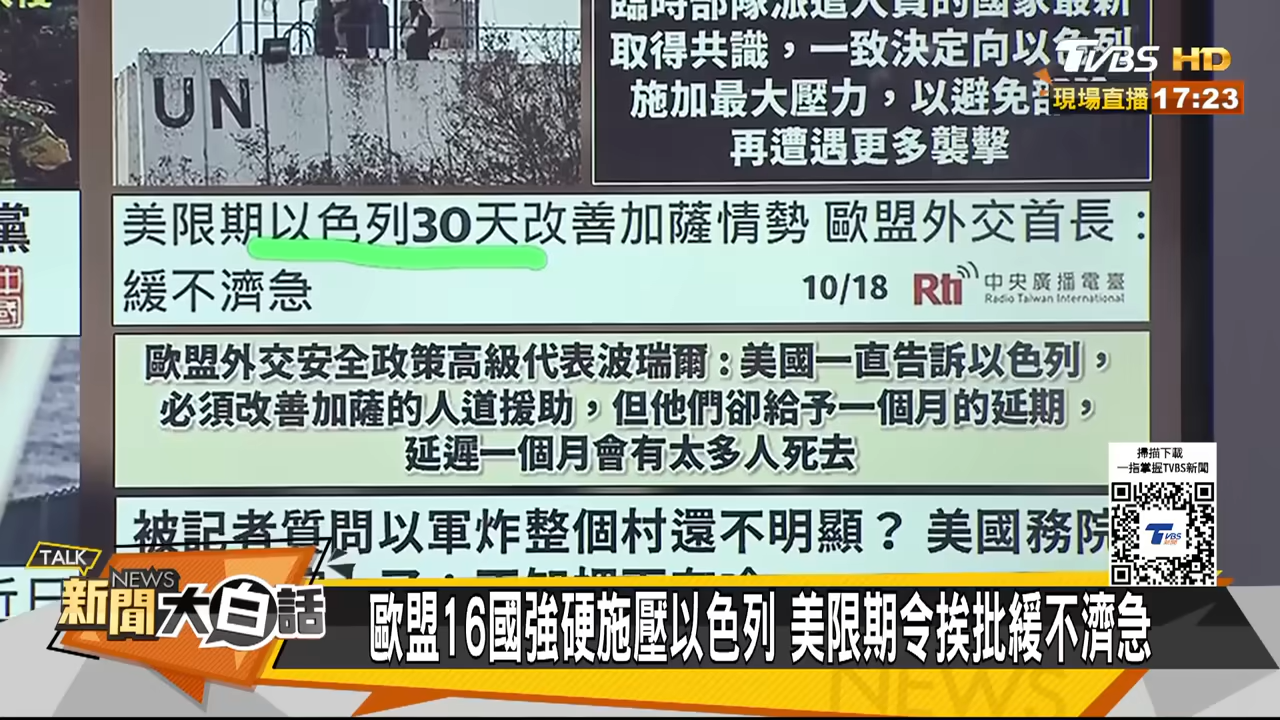 UN
臨時部隊派遣人員的國家最新
取得共識，一致決定向以色列
施加最大壓力，以避免部
再遭遇更多襲擊
TVBS HD
現場直播 17:23
黨
美限期以色列30天改善加薩情勢 歐盟外交首長：
緩不濟急
10/18 Rti 中央廣播電臺
Radio Taiwan International
中國
歐盟外交安全政策高級代表波瑞爾：美國一直告訴以色列，
必須改善加薩的人道援助，但他們卻給予一個月的延期，
延遲一個月會有太多人死去
掃描下載
一指掌握TVBS新聞
TVBS
新聞
被記者質問以軍炸整個村還不明顯？ 美國務院
近日
TALK
NEWS
新聞大白話
歐盟16國強硬施壓以色列 美限期令挨批緩不濟急
NEWS